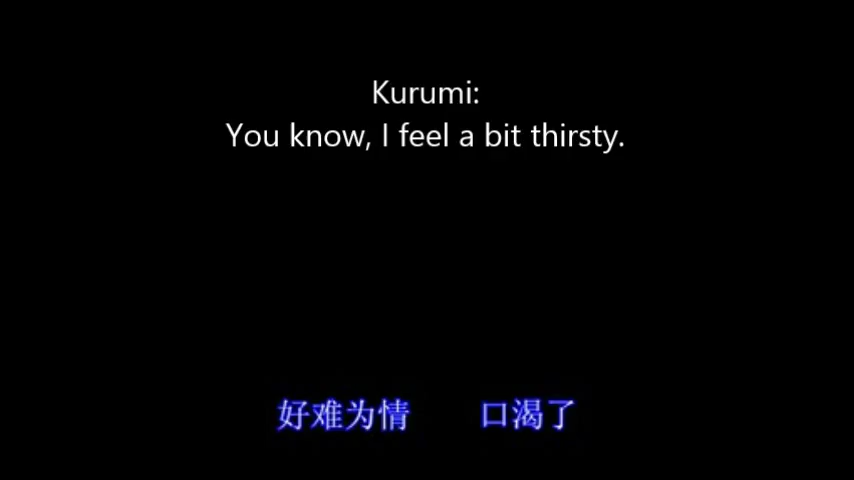 Kurumi:
You know, I feel a bit thirsty.
好难为情 口渴了